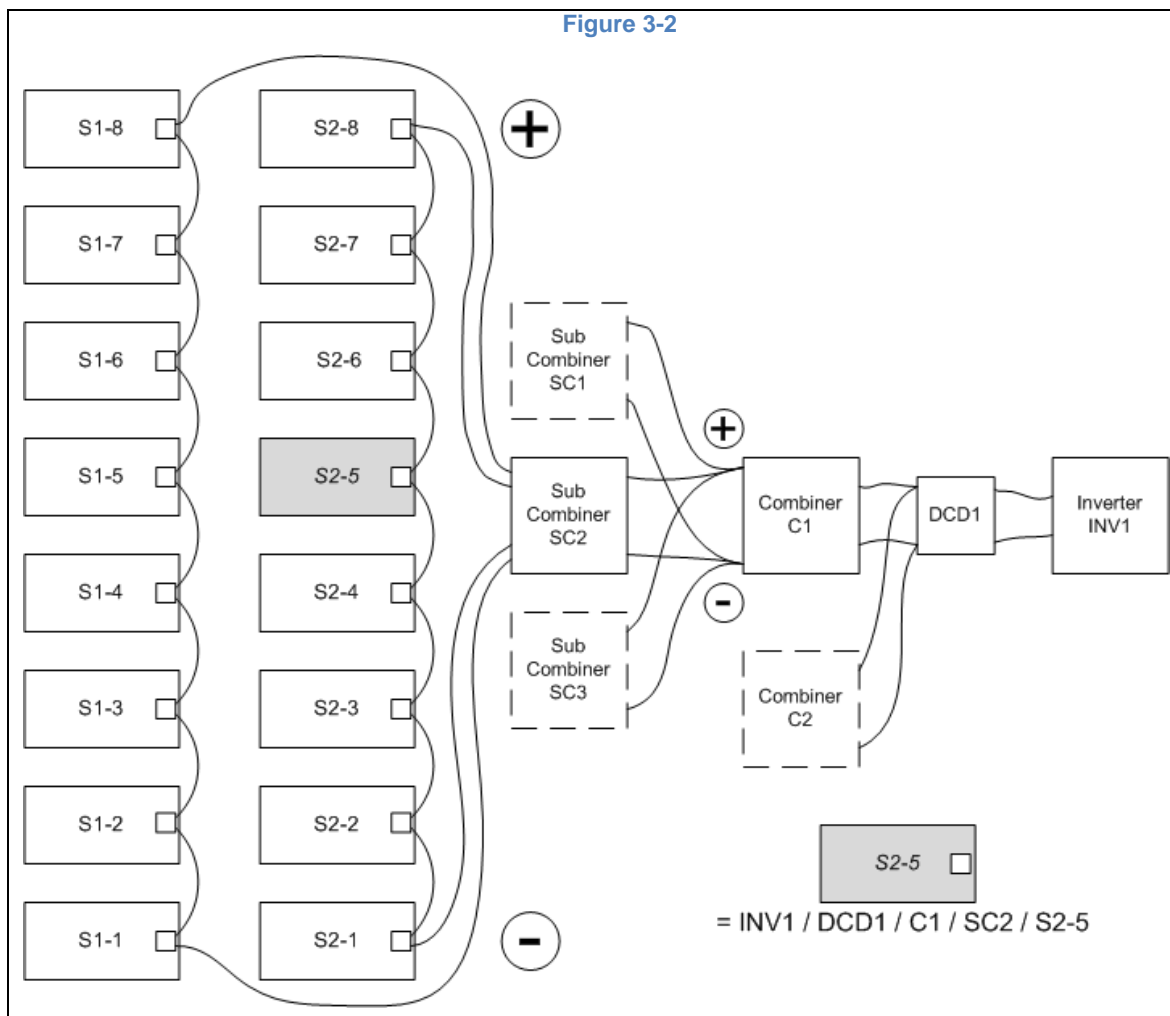 Figure 3-2
S1-8
S2-8
+
S1-7
S2-7
S1-6
S2-6
Sub
Combiner
SC1
+
S1-5
S2-5
Sub
Combiner
SC2
Combiner
C1
DCD1
Inverter
INV1
S1-4
S2-4
-
S1-3
S2-3
Sub
Combiner
SC3
Combiner
C2
S1-2
S2-2
S2-5
= INV1 / DCD1 / C1 / SC2 / S2-5
S1-1
S2-1
-